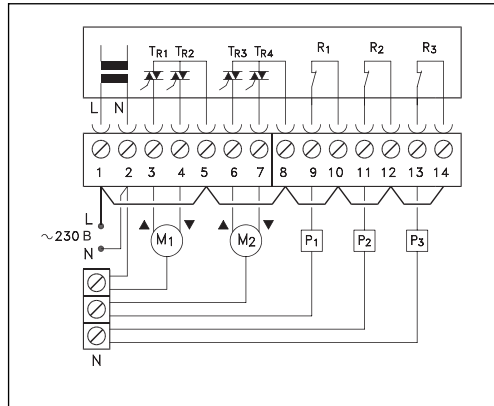 TR1 TR2 TR3 TR4 R1 R2 R3
L N
1 2 3 4 5 6 7 8 9 10 11 12 13 14
L
~230 В
N
M1 M2 P1 P2 P3
N